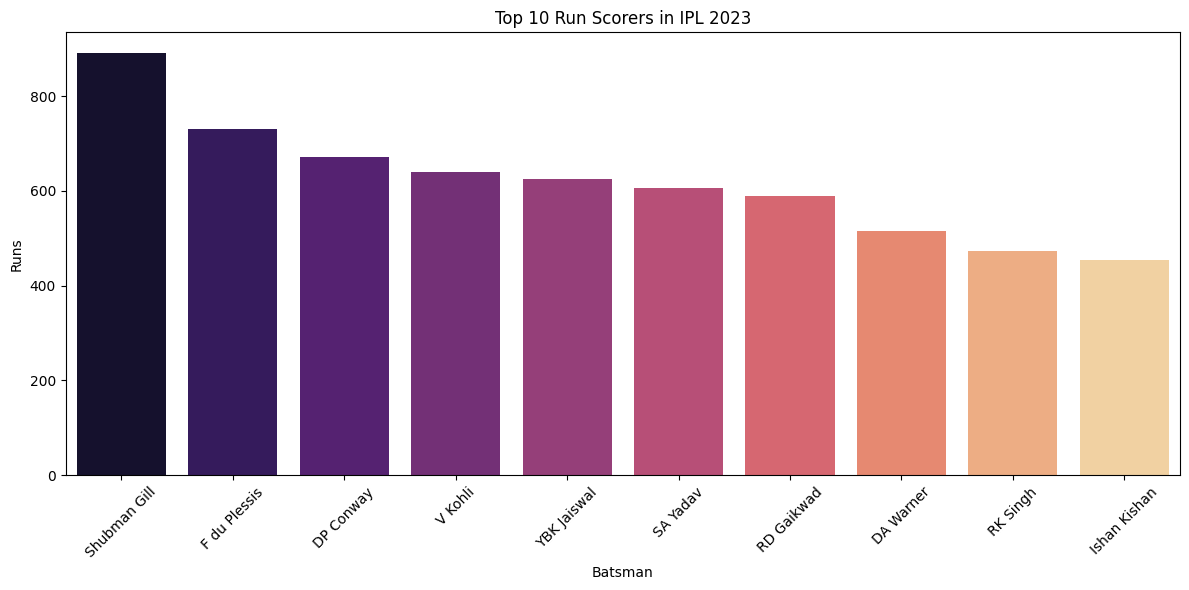 Top 10 Run Scorers in IPL 2023
Runs
800
600
400
200
0
Shubman Gill
F du Plessis
DP Conway
V Kohli
YBK Jaiswal
SA Yadav
RD Gaikwad
DA Warner
RK Singh
Ishan Kishan
Batsman